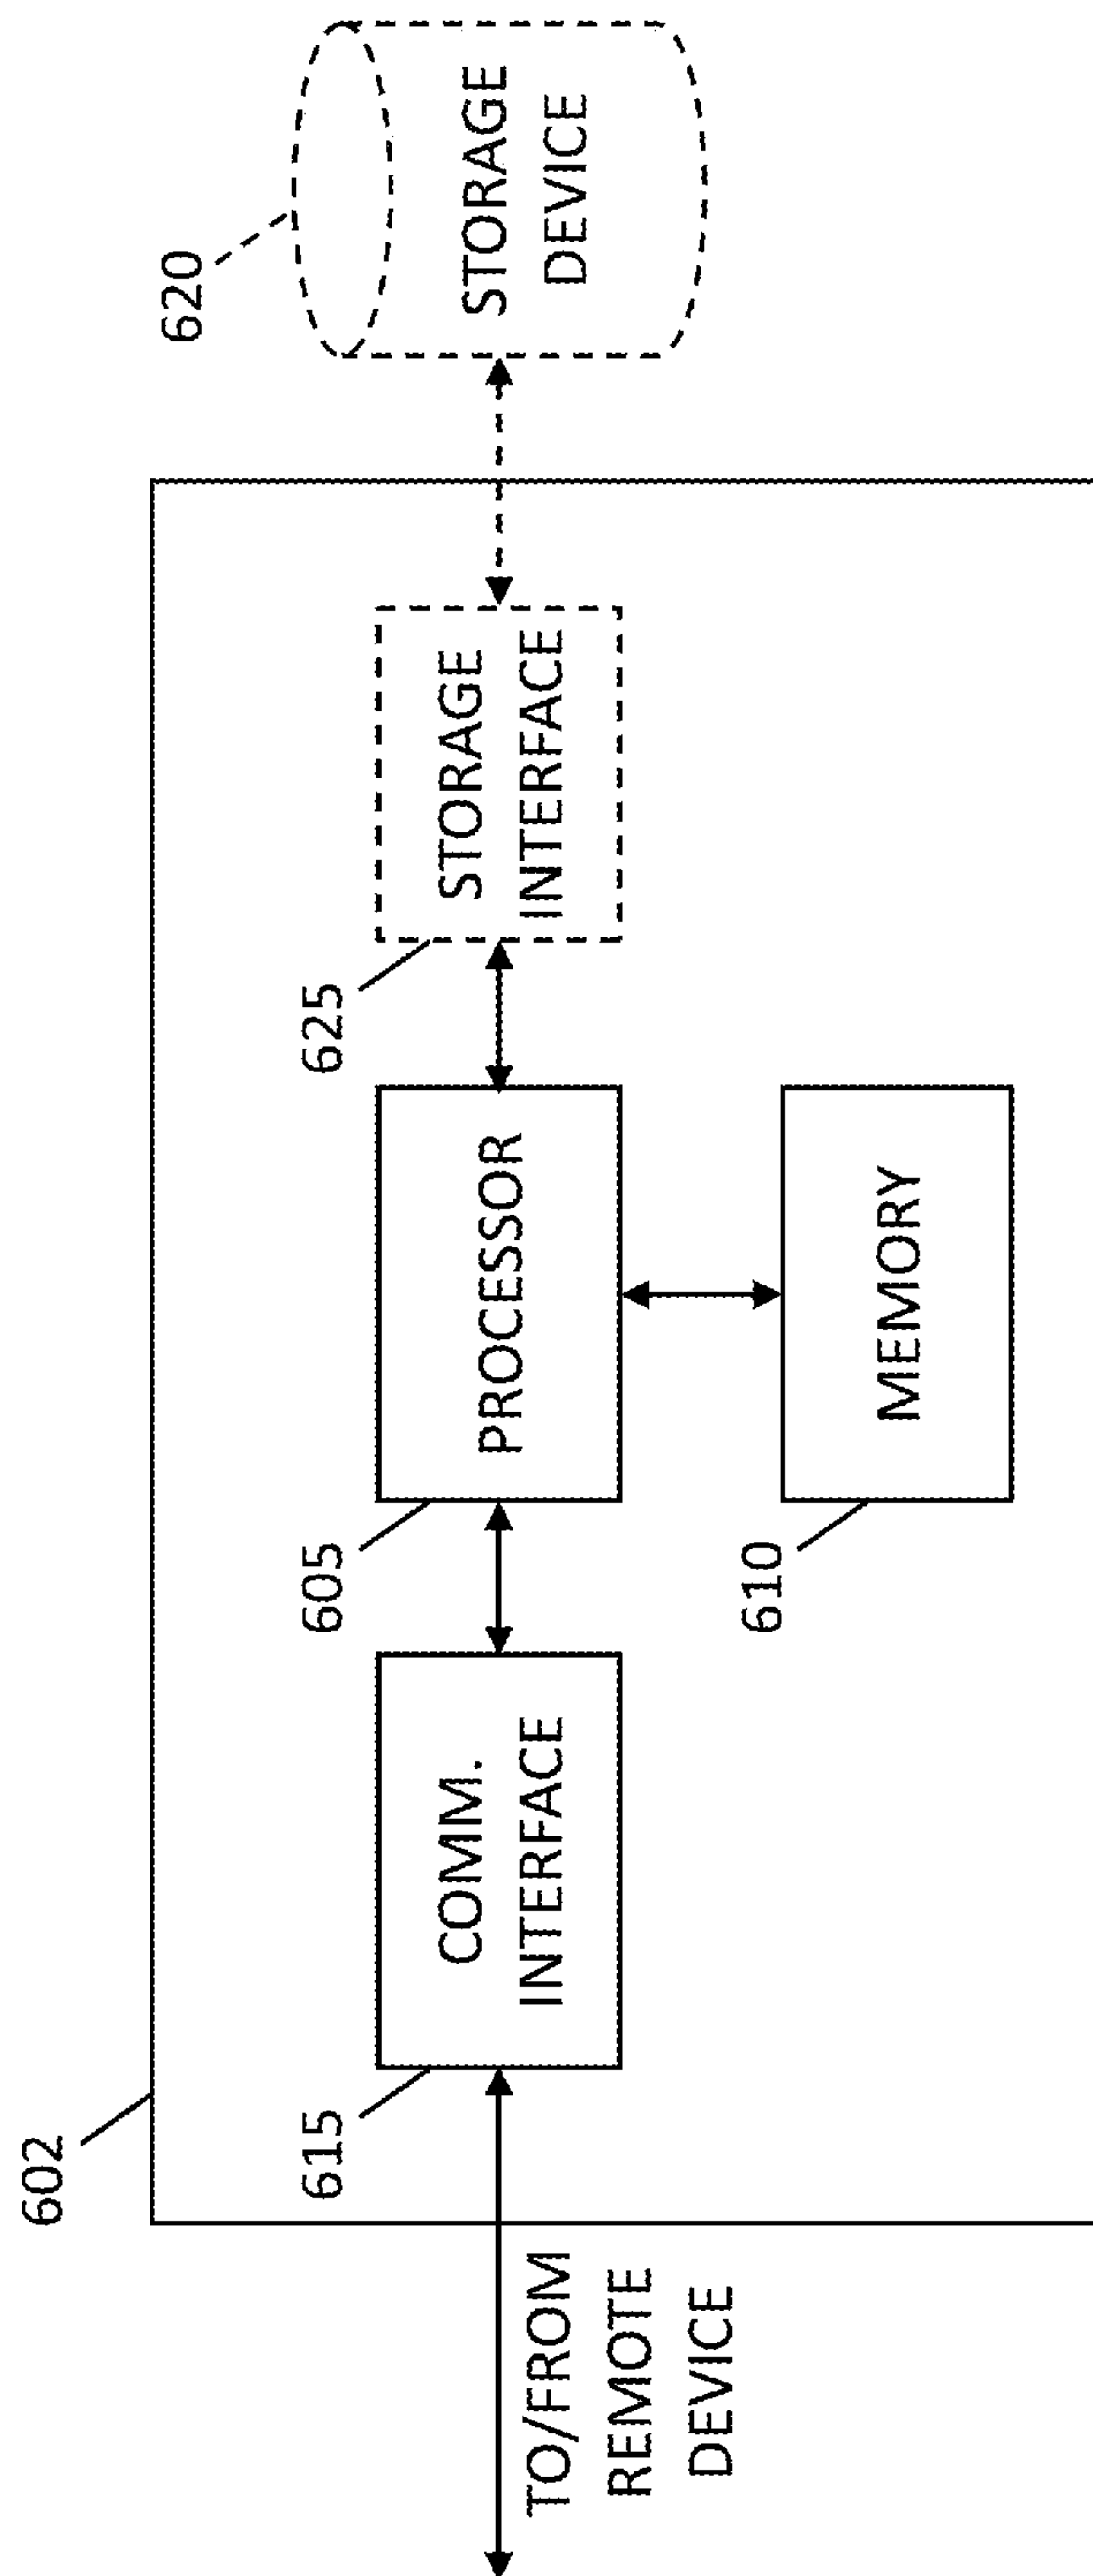 602
620
615
605
625
COMM.
INTERFACE
PROCESSOR
STORAGE
INTERFACE
STORAGE
DEVICE
TO/FROM
REMOTE
DEVICE
610
MEMORY